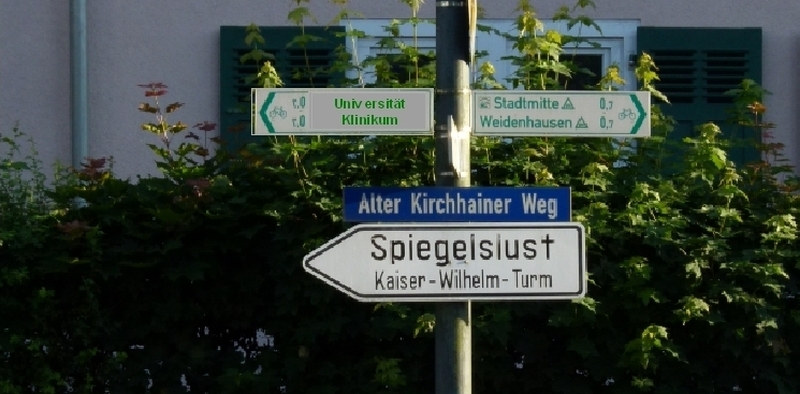 Universität
Klinikum
Stadtmitte 0,7
Weidenhausen 0,7
Alter Kirchhainer Weg
Spiegelslust
Kaiser-Wilhelm-Turm